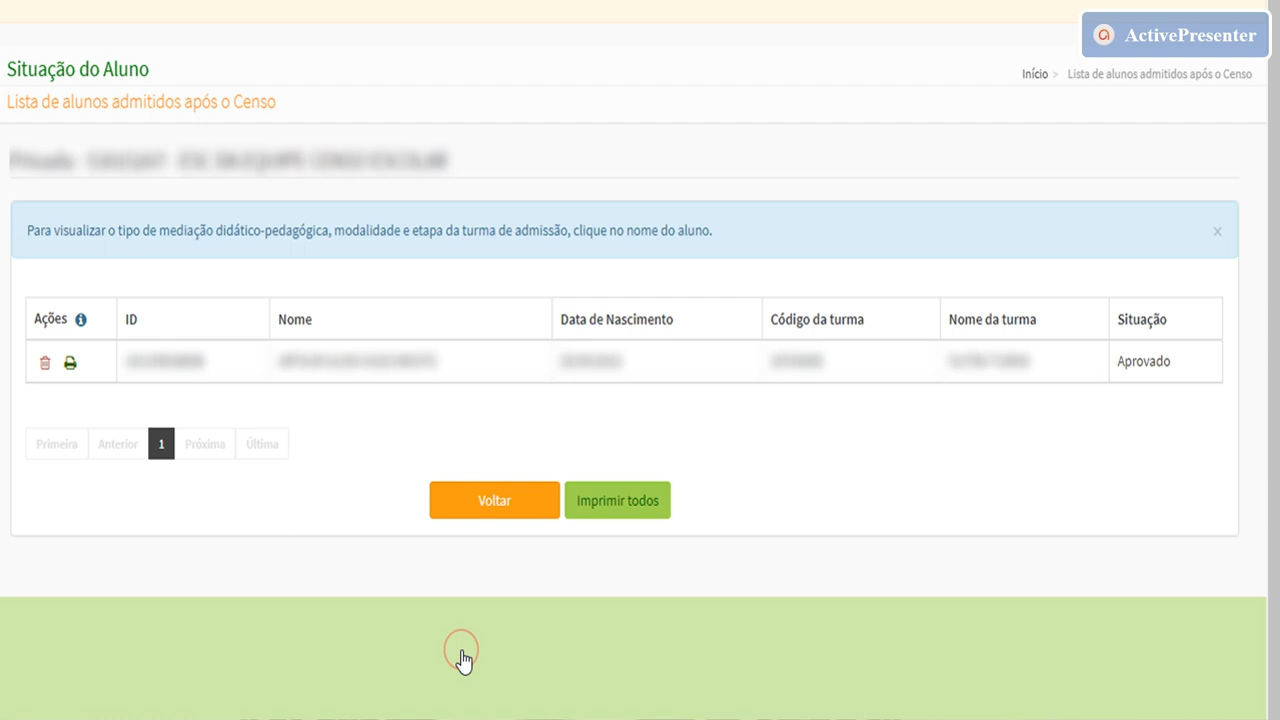 ActivePresenter
Situação do Aluno
Início > Lista de alunos admitidos após o Censo
Lista de alunos admitidos após o Censo
Para visualizar o tipo de mediação didático-pedagógica, modalidade e etapa da turma de admissão, clique no nome do aluno. x
Ações ID Nome Data de Nascimento Código da turma Nome da turma Situação
Aprovado
Primeira Anterior 1 Próxima Última
Voltar Imprimir todos